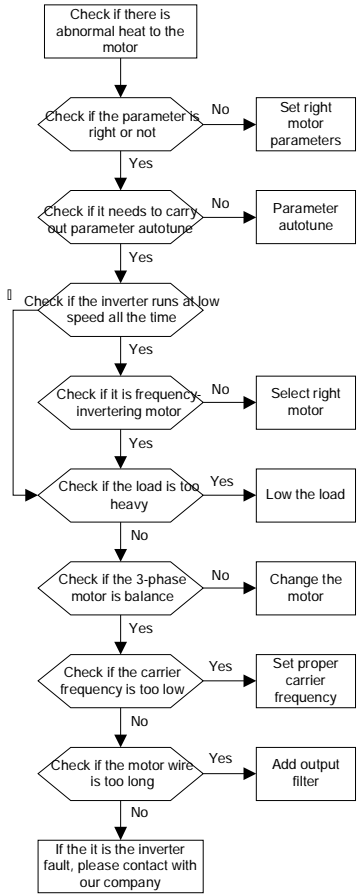 Check if there is
abnormal heat to the
motor
Check if the parameter is
right or not
No
Set right
motor
parameters
Yes
Check if it needs to carry
out parameter autotune
No
Parameter
autotune
Yes
Check if the inverter runs at low
speed all the time
Yes
Check if it is frequency-
invertering motor
No
Select right
motor
Yes
Check if the load is too
heavy
Yes
Low the load
No
Check if the 3-phase
motor is balance
No
Change the
motor
Yes
Check if the carrier
frequency is too low
Yes
Set proper
carrier
frequency
No
Check if the motor wire
is too long
Yes
Add output
filter
No
If the it is the inverter
fault, please contact with
our company